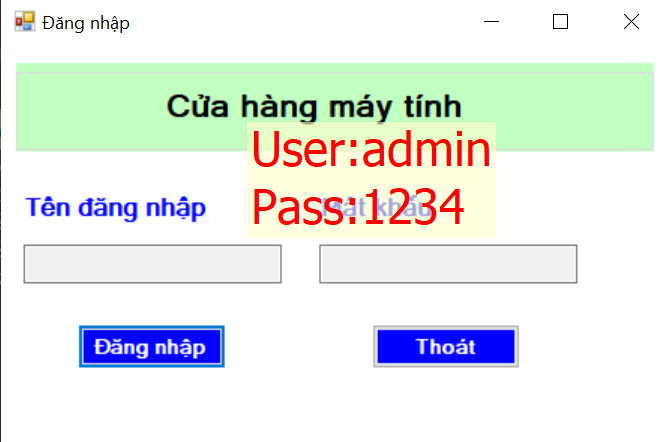 Đăng nhập
Cửa hàng máy tính
User:admin
Pass:1234
Tên đăng nhập
Mật khẩu
Đăng nhập
Thoát